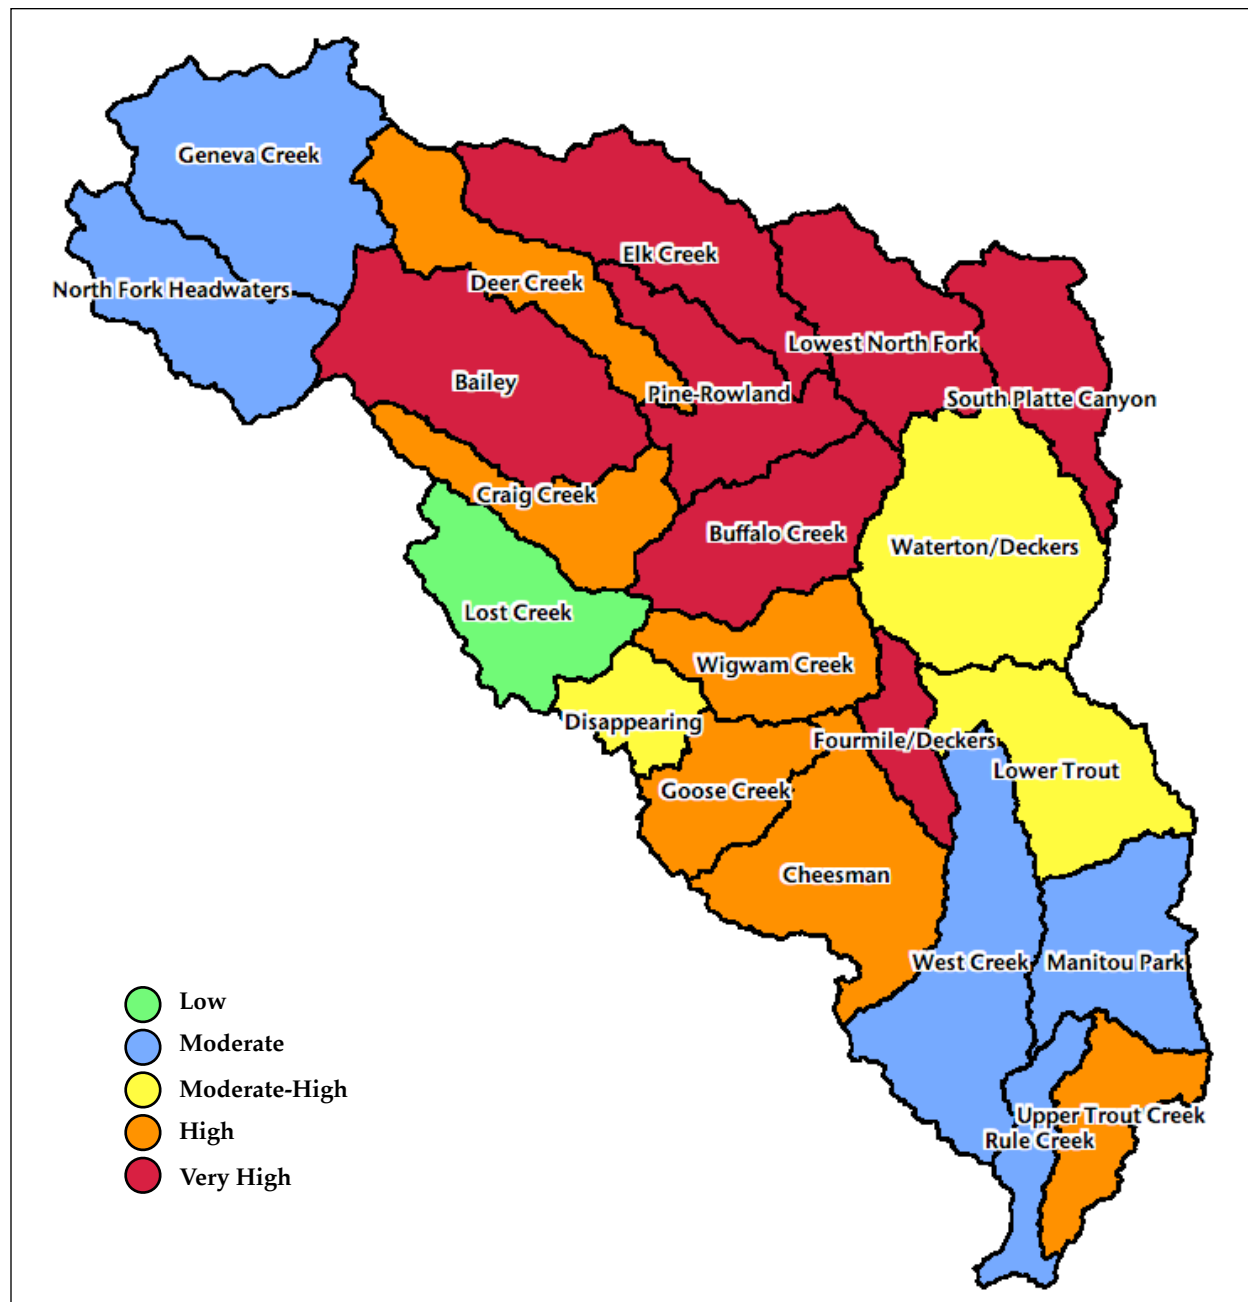 Geneva Creek
Elk Creek
Deer Creek
North Fork Headwaters
Lowest North Fork
Bailey
Pine-Rowland
South Platte Canyon
Craig Creek
Buffalo Creek
Waterton/Deckers
Lost Creek
Wigwam Creek
Disappearing
Fourmile/Deckers
Lower Trout
Goose Creek
Cheesman
West Creek
Manitou Park
Low
Moderate
Moderate-High
Upper Trout Creek
High
Rule Creek
Very High